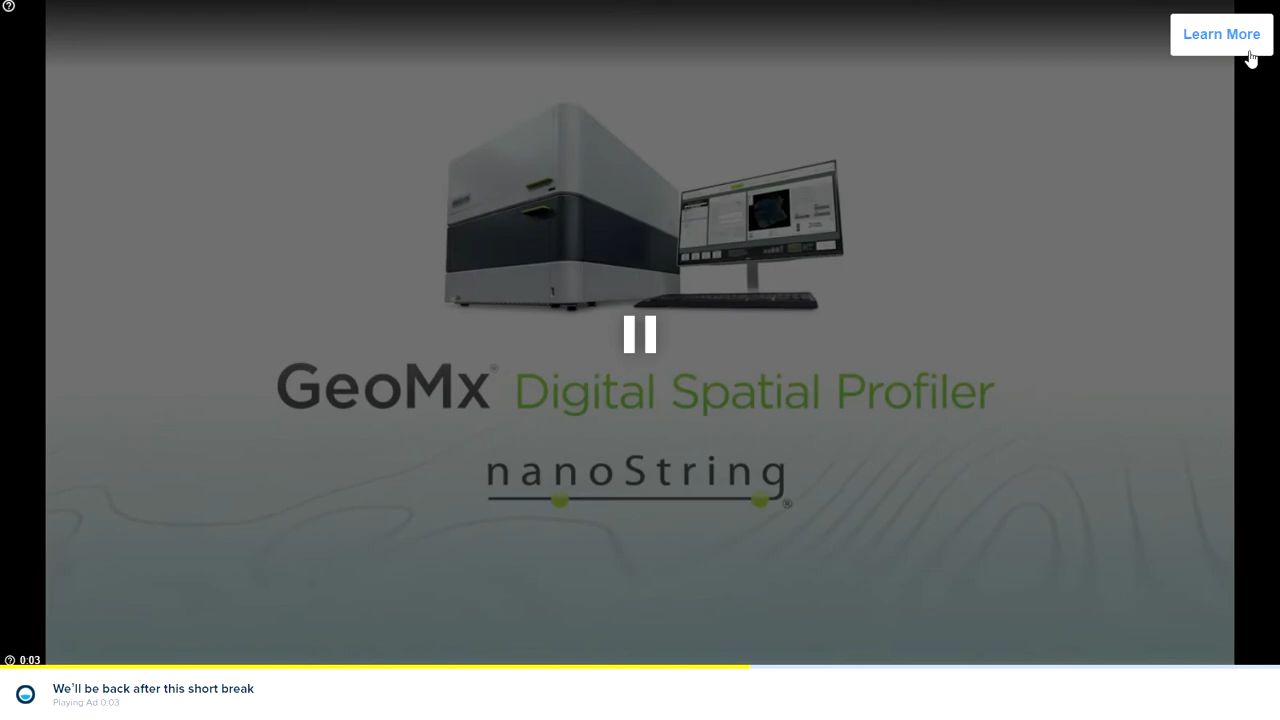 Learn More
GeoMx® Digital Spatial Profiler
nanoString®
0:03
We'll be back after this short break
Playing Ad 0:03